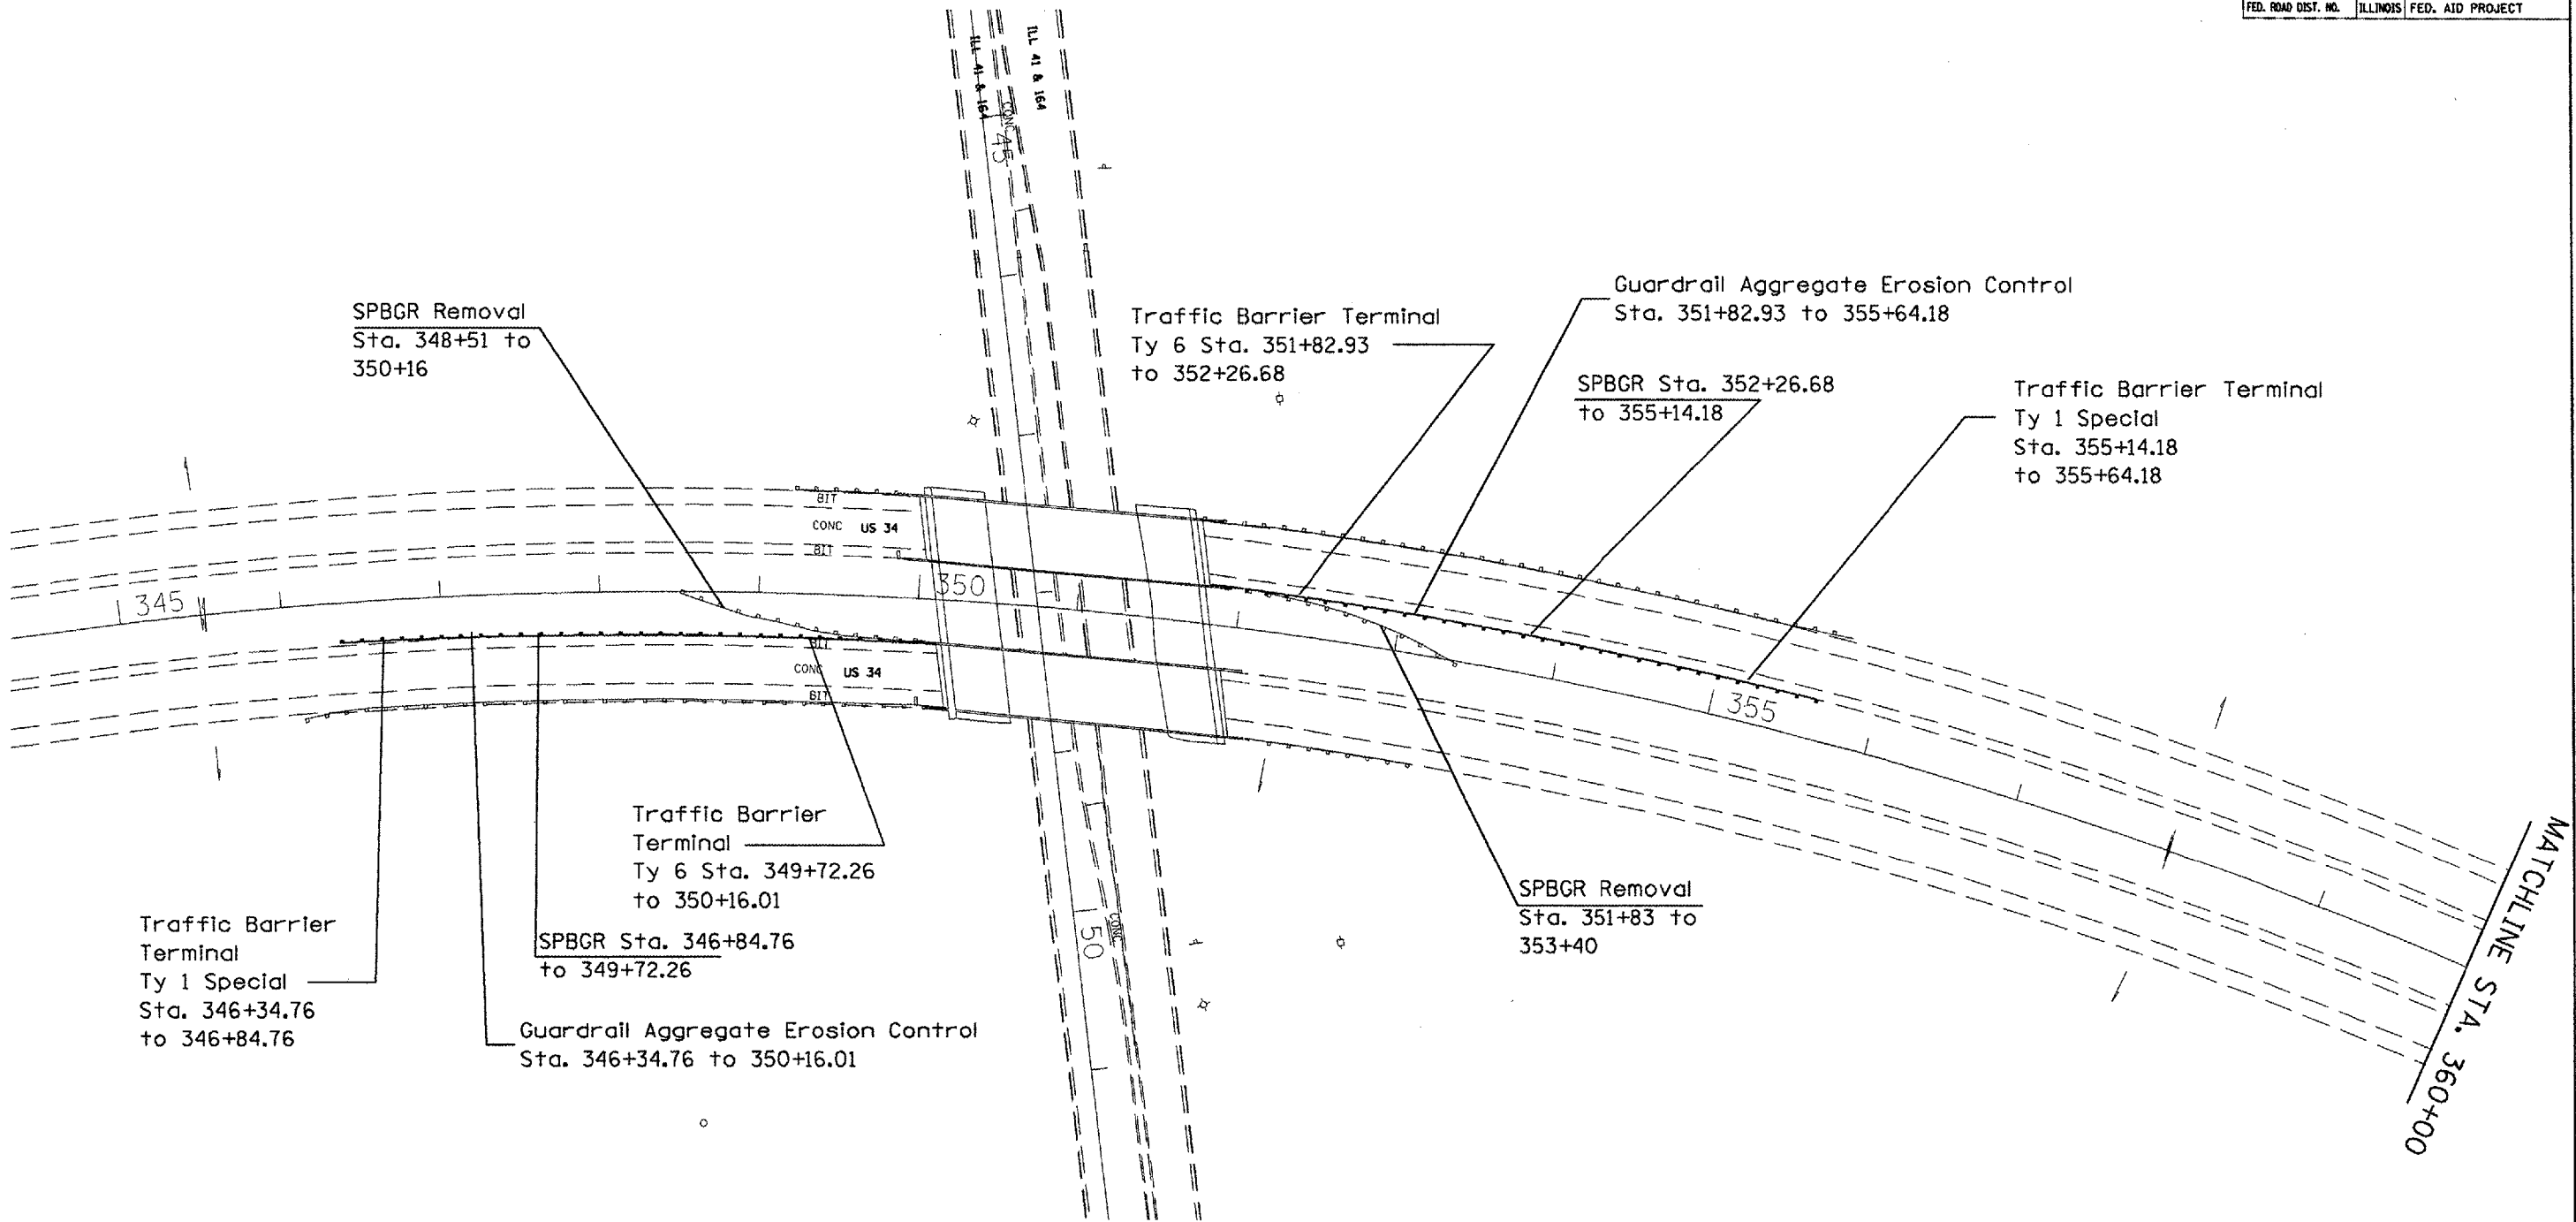 FED. ROAD DIST. NO. ILLINOIS FED. AID PROJECT
ILL 41 & 164
ILL 41 & 164
CONC
45
SPBGR Removal
Sta. 348+51 to
350+16
Traffic Barrier Terminal
Ty 6 Sta. 351+82.93
to 352+26.68
Guardrail Aggregate Erosion Control
Sta. 351+82.93 to 355+64.18
SPBGR Sta. 352+26.68
to 355+14.18
Traffic Barrier Terminal
Ty 1 Special
Sta. 355+14.18
to 355+64.18
BIT
CONC US 34
BIT
345
350
BIT
CONC US 34
BIT
355
Traffic Barrier
Terminal
Ty 6 Sta. 349+72.26
to 350+16.01
SPBGR Removal
Sta. 351+83 to
353+40
Traffic Barrier
Terminal
Ty 1 Special
Sta. 346+34.76
to 346+84.76
SPBGR Sta. 346+84.76
to 349+72.26
Guardrail Aggregate Erosion Control
Sta. 346+34.76 to 350+16.01
50
CONC
MATCHLINE STA. 360+00